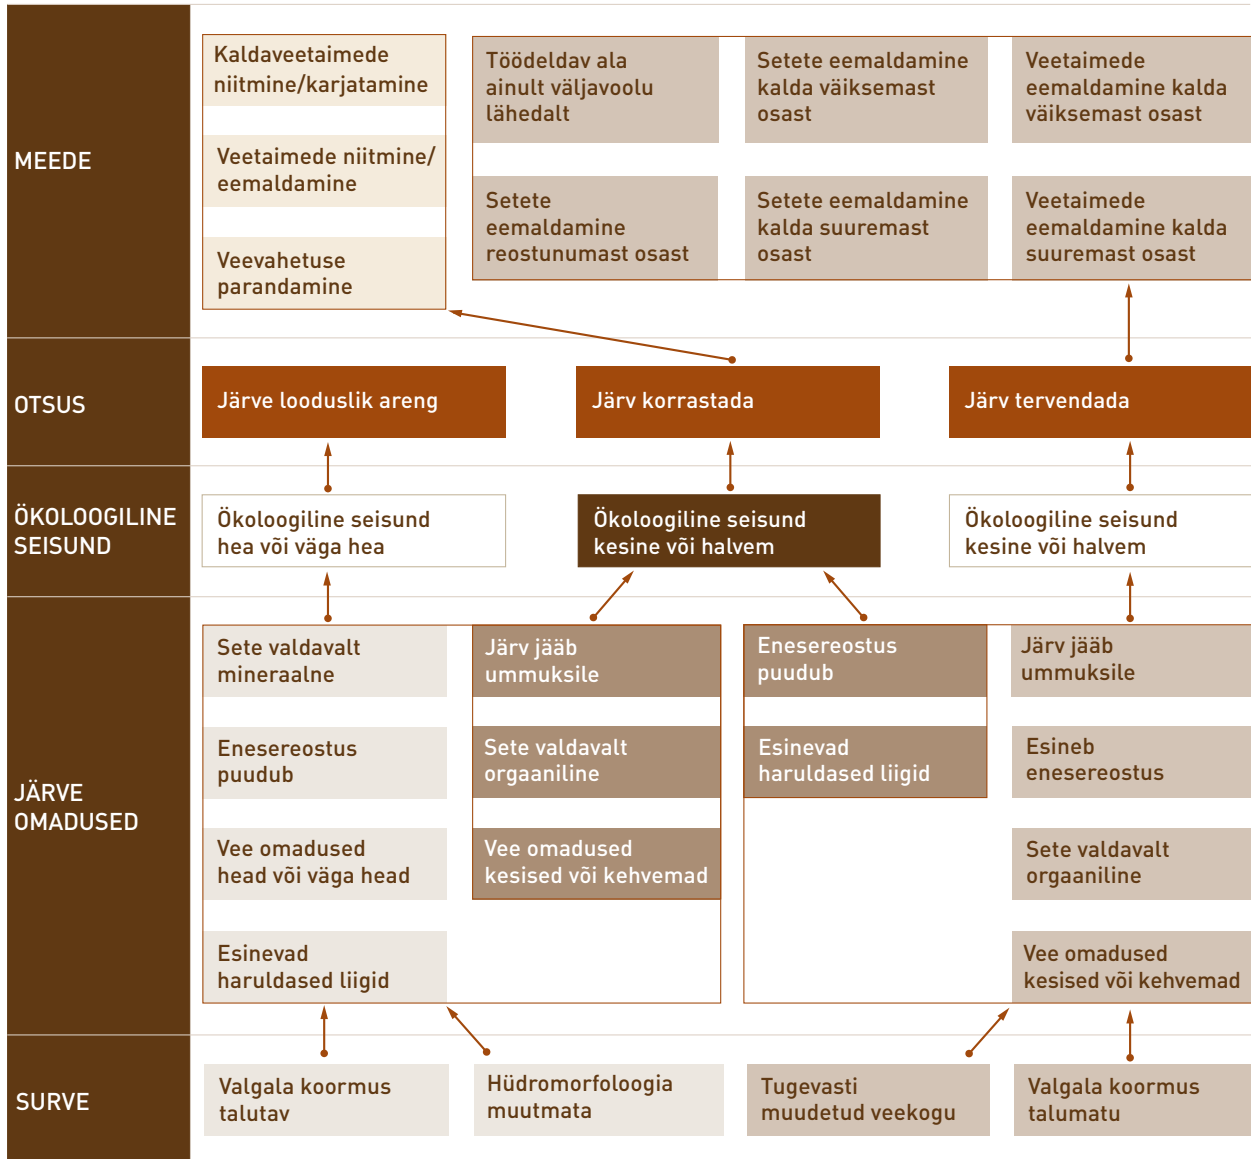 MEEDE
Kaldaveetaimede
niitmine/karjatamine
Veetaimede niitmine/
eemaldamine
Veevahetuse
parandamine
Töödeldav ala
ainult väljavoolu
lähedalt
Setete eemaldamine
kalda väiksemast
osast
Veetaimede
eemaldamine kalda
väiksemast osast
Setete
eemaldamine
reostunumast osast
Setete eemaldamine
kalda suuremast
osast
Veetaimede
eemaldamine kalda
suuremast osast
OTSUS
Järve looduslik areng
Järv korrastada
Järv tervendada
ÖKOLOOGILINE
SEISUND
Ökoloogiline seisund
hea või väga hea
Ökoloogiline seisund
kesine või halvem
Ökoloogiline seisund
kesine või halvem
JÄRVE
OMADUSED
Sete valdavalt
mineraalne
Enesereostus
puudub
Vee omadused
head või väga head
Esinevad
haruldased liigid
Järv jääb
ummuksile
Sete valdavalt
orgaaniline
Vee omadused
kesised või kehvemad
Enesereostus
puudub
Esinevad
haruldased liigid
Järv jääb
ummuksile
Esineb
enesereostus
Sete valdavalt
orgaaniline
Vee omadused
kesised või kehvemad
SURVE
Valgala koormus
talutav
Hüdromorfoloogia
muutmata
Tugevasti
muudetud veekogu
Valgala koormus
talumatu